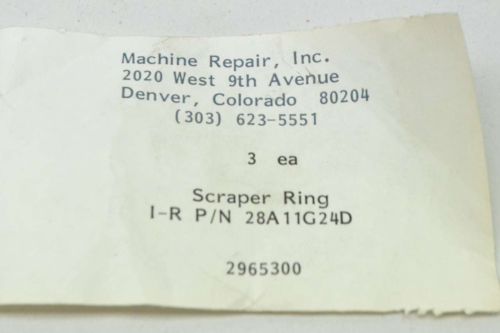 Machine Repair, Inc.
2020 West 9th Avenue
Denver, Colorado 80204
(303) 623-5551
3 ea
Scraper Ring
I-R P/N 28A11G24D
2965300